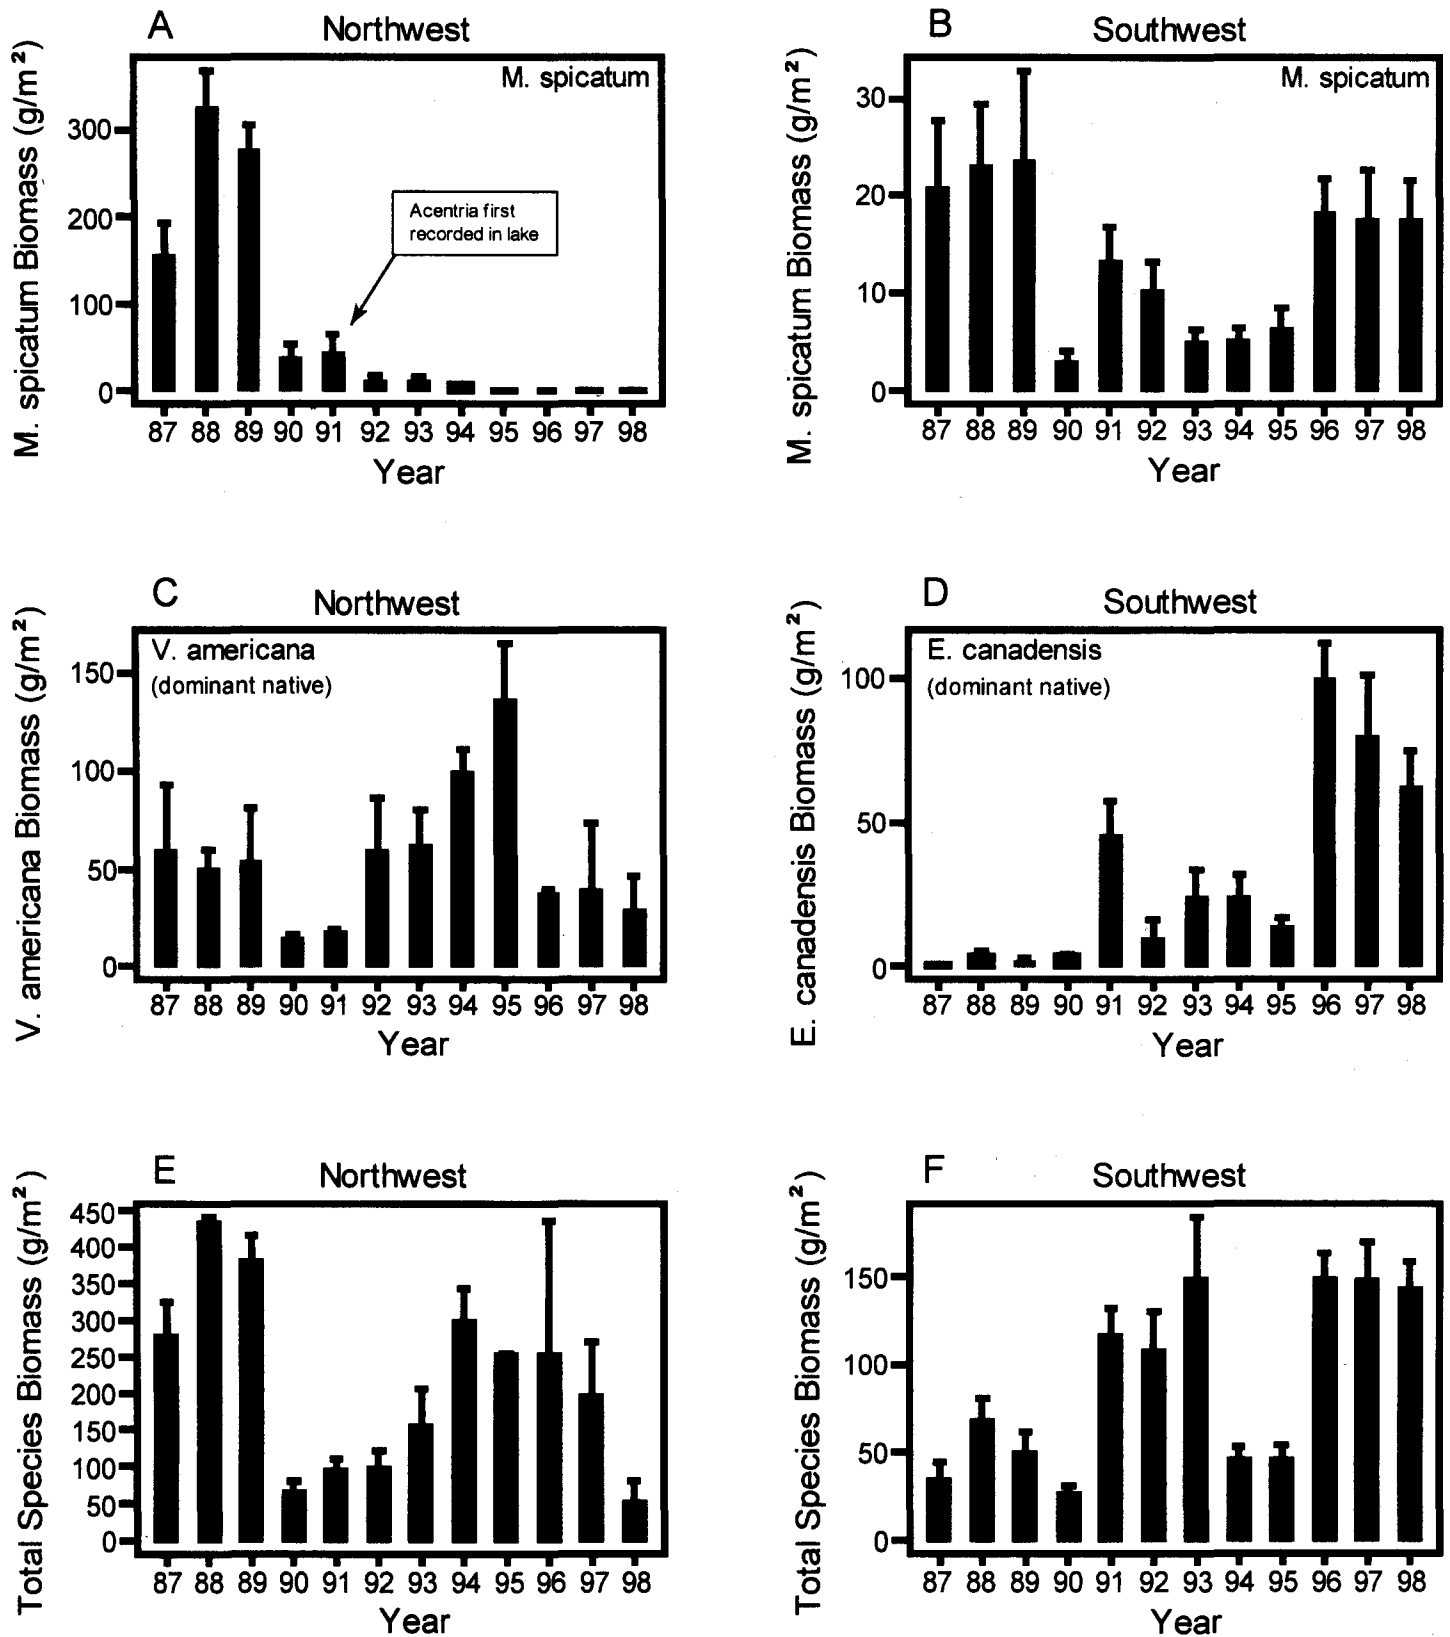 A
Northwest
M. spicatum Biomass (g/m²)
M. spicatum
300
200
100
0
Acentria first
recorded in lake
87 88 89 90 91 92 93 94 95 96 97 98
Year
B
Southwest
M. spicatum Biomass (g/m²)
M. spicatum
30
20
10
0
87 88 89 90 91 92 93 94 95 96 97 98
Year
C
Northwest
V. americana Biomass (g/m²)
V. americana
(dominant native)
150
100
50
0
87 88 89 90 91 92 93 94 95 96 97 98
Year
D
Southwest
E. canadensis Biomass (g/m²)
E. canadensis
(dominant native)
100
50
0
87 88 89 90 91 92 93 94 95 96 97 98
Year
E
Northwest
Total Species Biomass (g/m²)
450
400
350
300
250
200
150
100
50
0
87 88 89 90 91 92 93 94 95 96 97 98
Year
F
Southwest
Total Species Biomass (g/m²)
150
100
50
0
87 88 89 90 91 92 93 94 95 96 97 98
Year